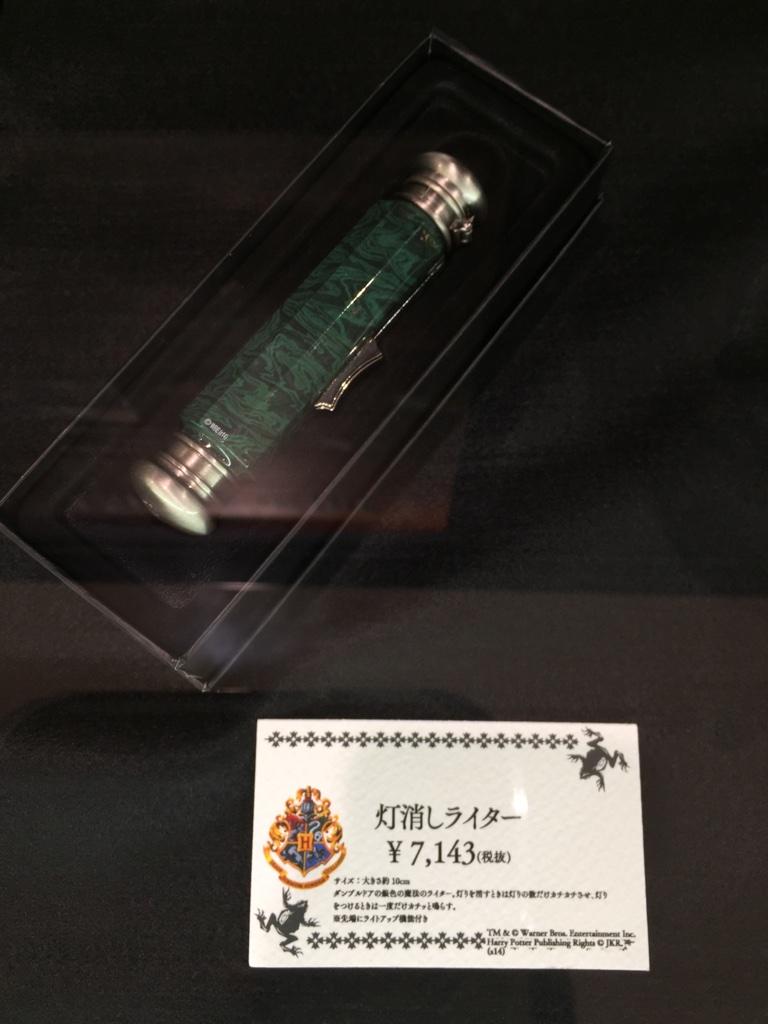 灯消しライター
¥7,143(税抜)
サイズ：大きさ約10cm
ダンブルドアの銀色の魔法のライター。灯りを消すときは灯りの数だけカチカチさせ、灯り
をつけるときは一度だけカチッと鳴らす。
※先端にライトアップ機能付き
TM & © Warner Bros. Entertainment Inc.
Harry Potter Publishing Rights © JKR.
(s14)
H